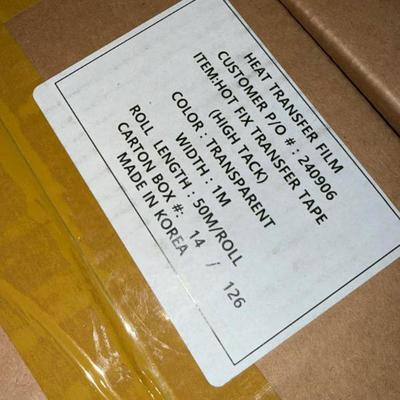 HEAT TRANSFER FILM
CUSTOMER P/O # : 240906
ITEM:HOT FIX TRANSFER TAPE
(HIGH TACK)
COLOR : TRANSPARENT
WIDTH : 1M
ROLL LENGTH : 50M/ROLL
CARTON BOX #: 14 / 126
MADE IN KOREA